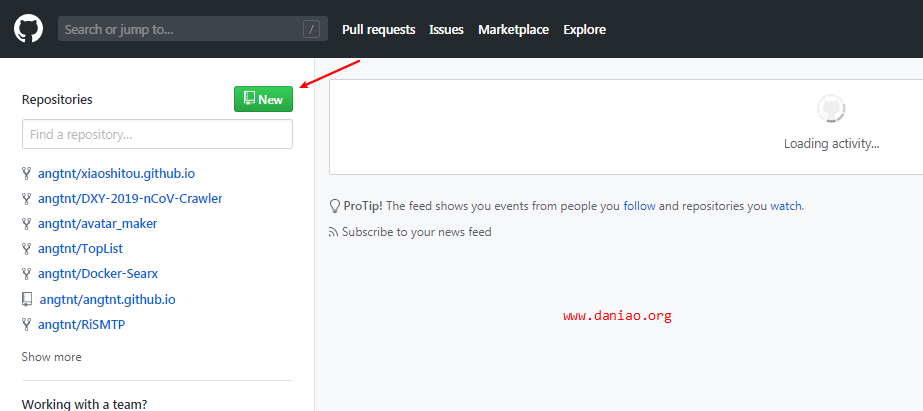 Search or jump to... /
Pull requests Issues Marketplace Explore
Repositories
New
Find a repository...
angtnt/xiaoshitou.github.io
angtnt/DXY-2019-nCoV-Crawler
angtnt/avatar_maker
angtnt/TopList
angtnt/Docker-Searx
angtnt/angtnt.github.io
angtnt/RiSMTP
Show more
Working with a team?
Loading activity...
ProTip! The feed shows you events from people you follow and repositories you watch.
Subscribe to your news feed
www.daniao.org